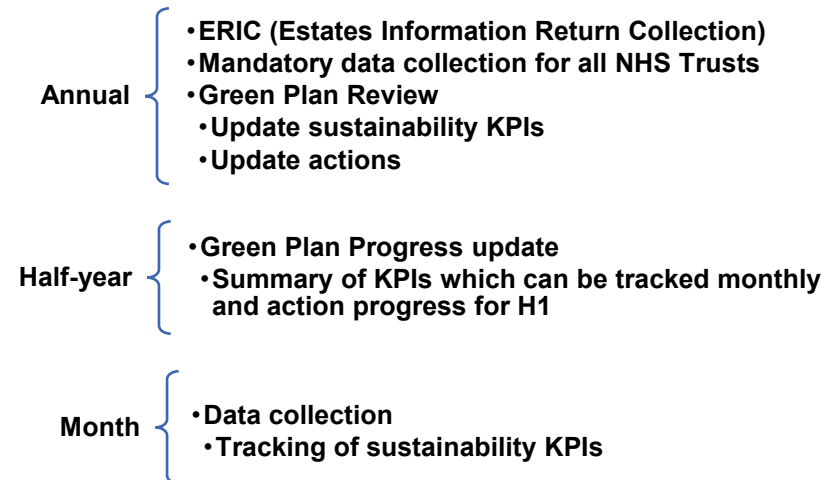 Annual
•ERIC (Estates Information Return Collection)
•Mandatory data collection for all NHS Trusts
•Green Plan Review
•Update sustainability KPIs
•Update actions
Half-year
•Green Plan Progress update
•Summary of KPIs which can be tracked monthly
and action progress for H1
Month
•Data collection
•Tracking of sustainability KPIs